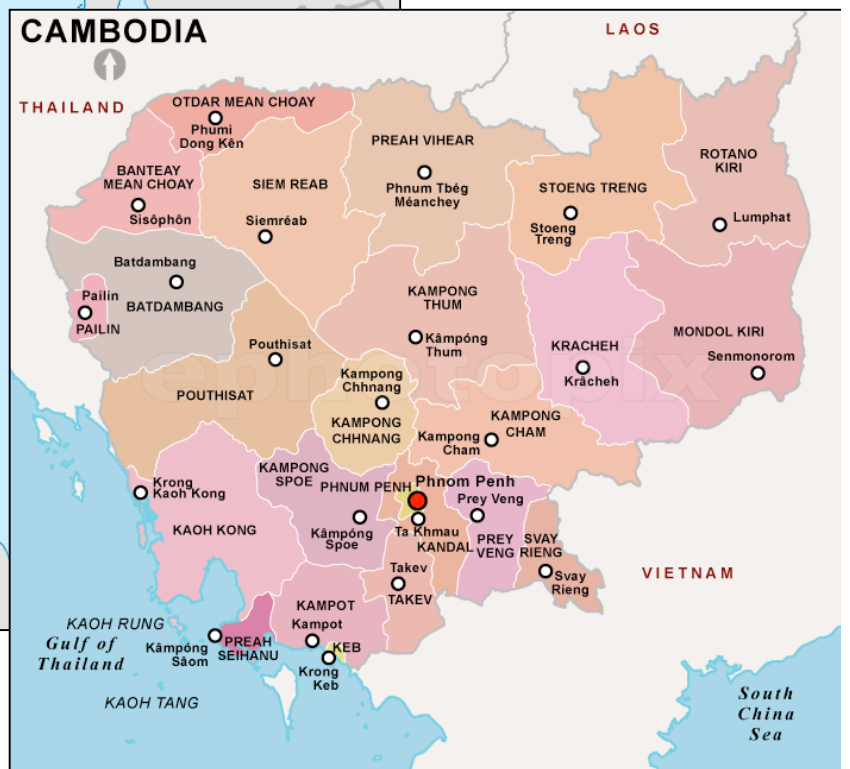 CAMBODIA
LAOS
THAILAND
OTDAR MEAN CHOAY
Phumi
Dong Kên
PREAH VIHEAR
Phnum Tbég
Méanchey
ROTANO
KIRI
Lumphat
BANTEAY
MEAN CHOAY
Sisôphôn
SIEM REAB
Siemréab
STOENG TRENG
Stoeng
Treng
Batdambang
BATDAMBANG
Pailin
PAILIN
KAMPONG
THUM
Kâmpóng
Thum
KRACHEH
Krâcheh
MONDOL KIRI
Senmonorom
Pouthisat
POUTHISAT
ephotopix
Kampong
Chhnang
KAMPONG
CHHNANG
KAMPONG
CHAM
Kampong
Cham
KAMPONG
SPOE
PHNUM PENH
Phnom Penh
Prey Veng
Krong
Kaoh Kong
KAOH KONG
Kâmpóng
Spoe
Ta Khmau
KANDAL
PREY
VENG
SVAY
RIENG
Svay
Rieng
Takev
TAKEV
VIETNAM
KAMPOT
Kampot
KEB
Krong
Keb
KAOH RUNG
Gulf of
Thailand
Kâmpóng
Sâom
PREAH
SEIHANU
KAOH TANG
South
China
Sea